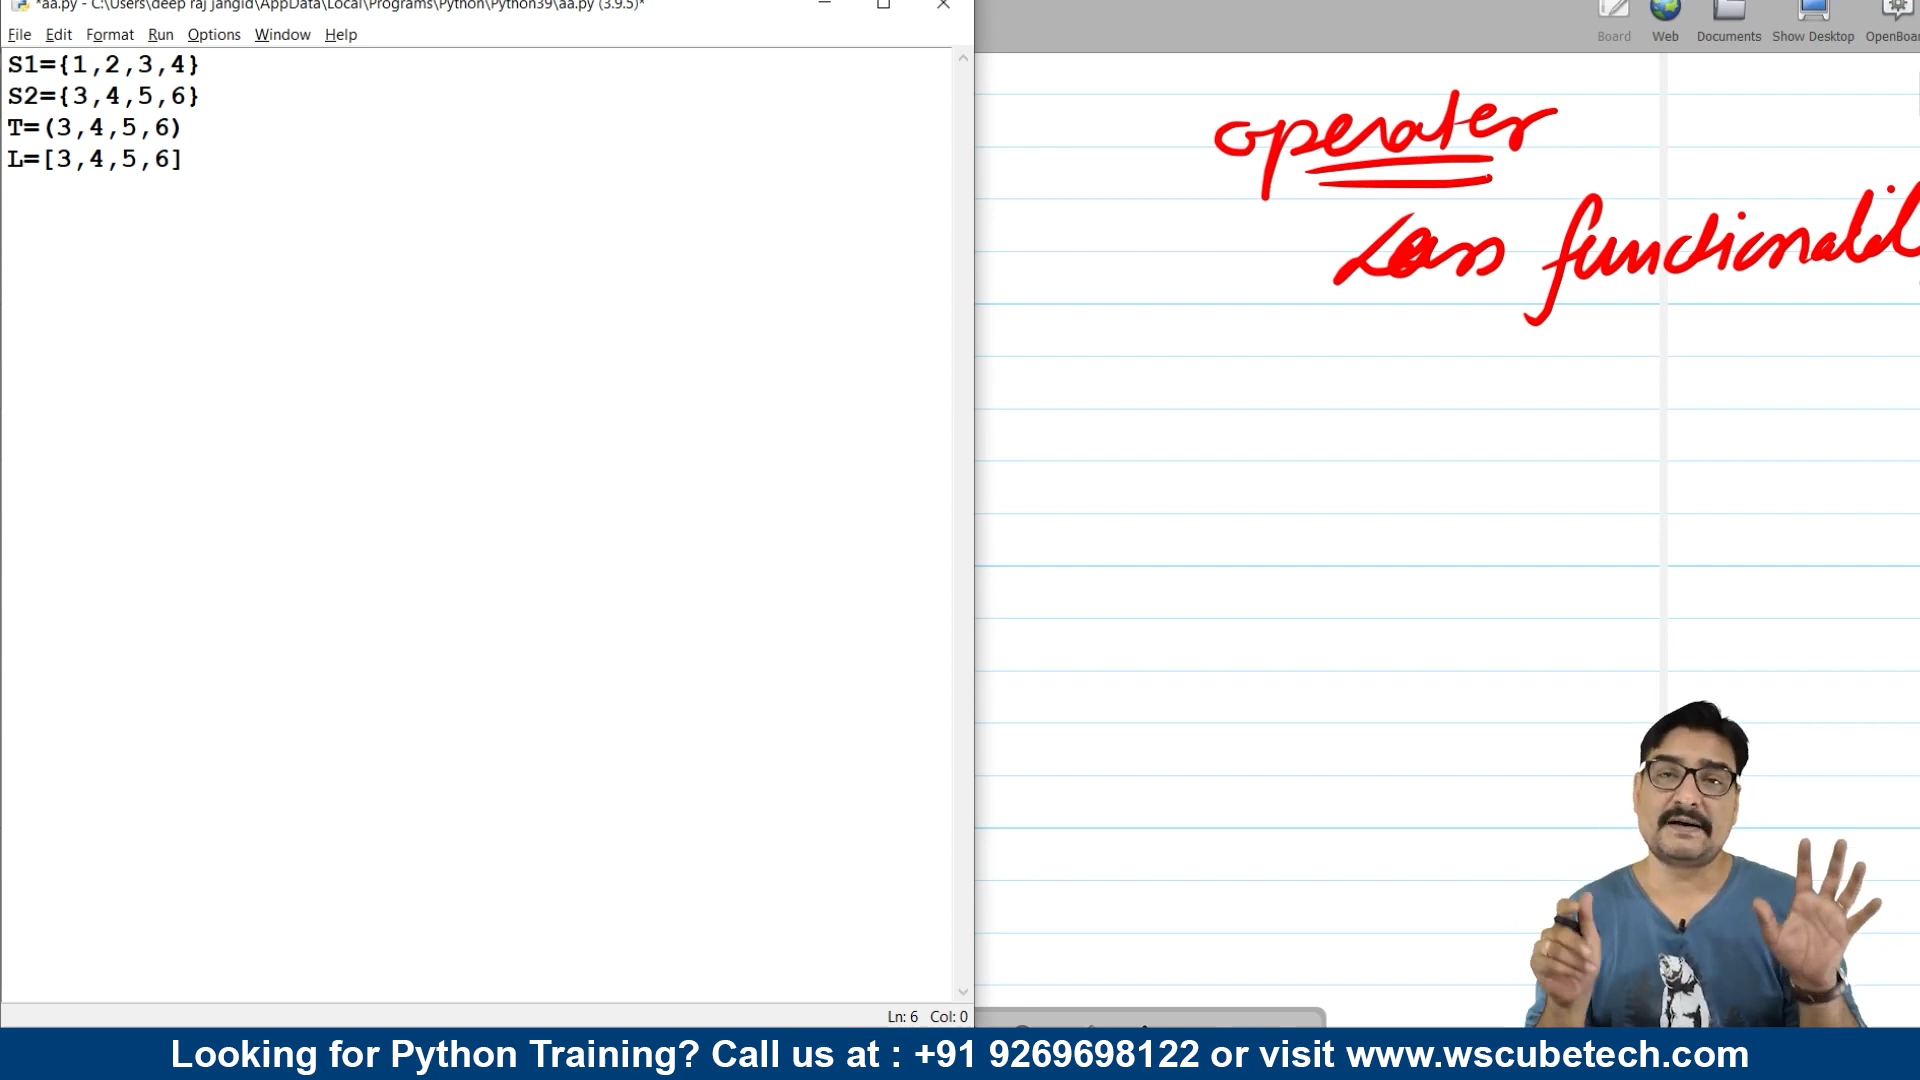 *aa.py - C:\Users\deep raj jangid\AppData\Local\Programs\Python\Python39\aa.py (3.9.5)*
File Edit Format Run Options Window Help
S1={1,2,3,4}
S2={3,4,5,6}
T=(3,4,5,6)
L=[3,4,5,6]
Ln: 6 Col: 0
Board Web Documents Show Desktop OpenBoar
operater
functionali
Looking for Python Training? Call us at : +91 9269698122 or visit www.wscubetech.com